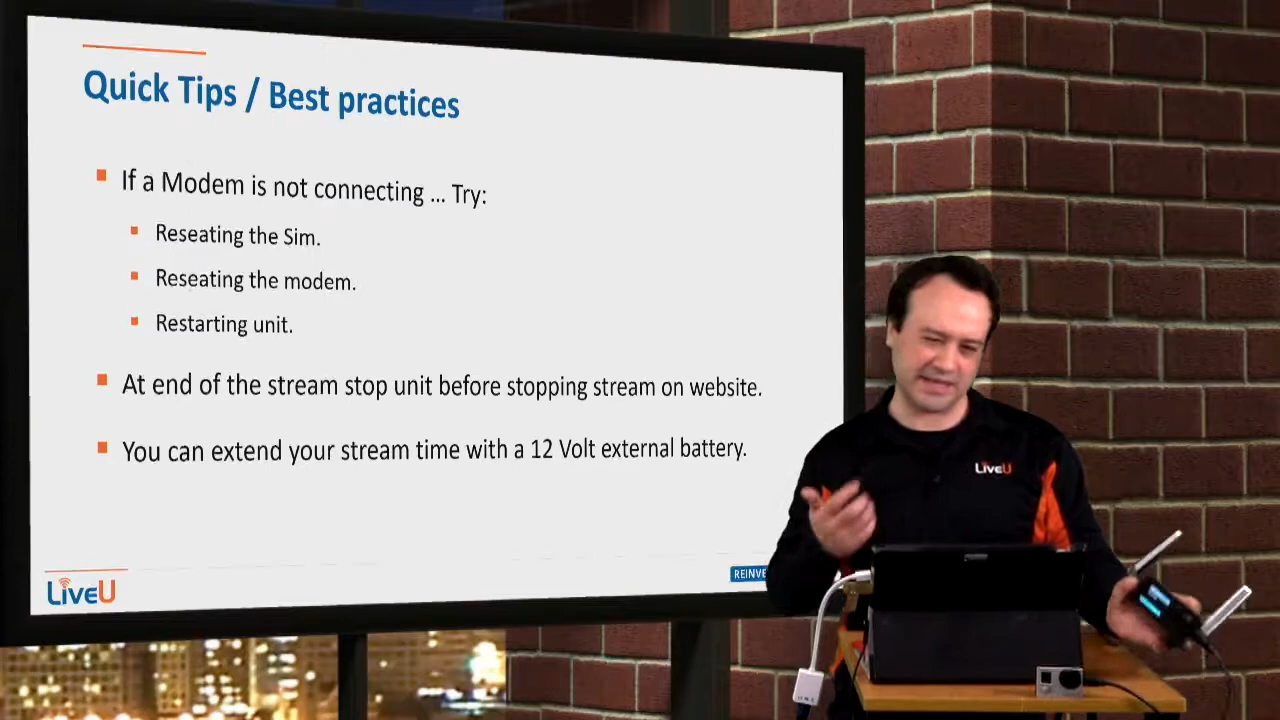 Quick Tips / Best practices
If a Modem is not connecting ... Try:
Reseating the Sim.
Reseating the modem.
Restarting unit.
At end of the stream stop unit before stopping stream on website.
You can extend your stream time with a 12 Volt external battery.
LiveU
LiveU